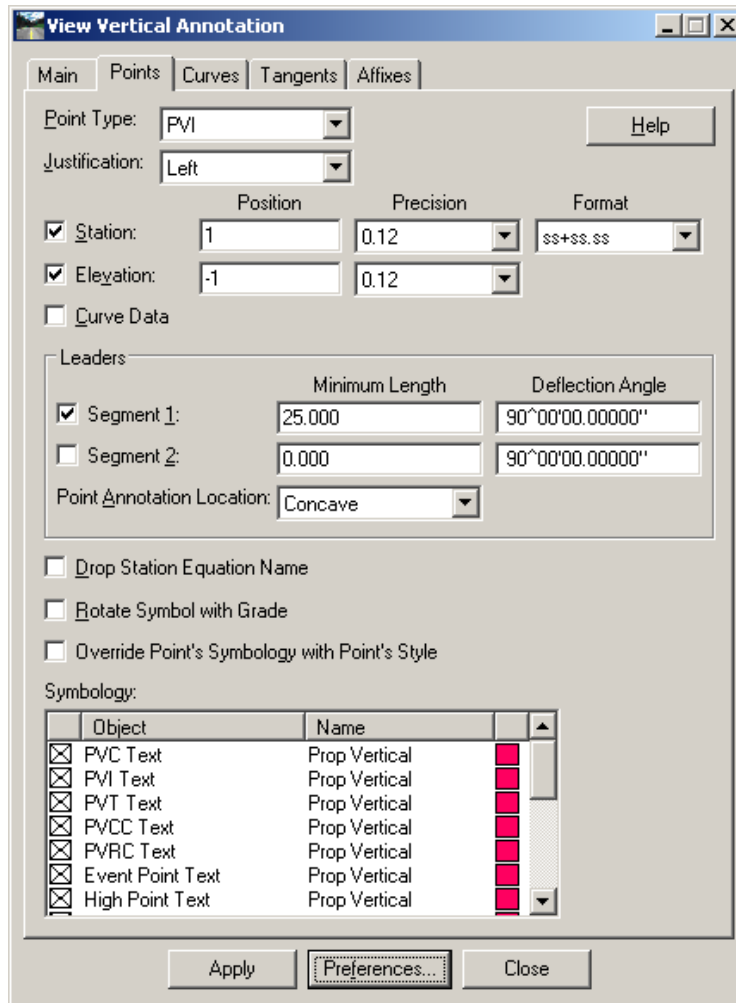 View Vertical Annotation
Main Points Curves Tangents Affixes
Point Type: PVI Help
Justification: Left
Position Precision Format
Station: 1 0.12 ss+ss.ss
Elevation: -1 0.12
Curve Data
Leaders
Minimum Length Deflection Angle
Segment 1: 25.000 90^00'00.00000"
Segment 2: 0.000 90^00'00.00000"
Point Annotation Location: Concave
Drop Station Equation Name
Rotate Symbol with Grade
Override Point's Symbology with Point's Style
Symbology:
Object Name
PVC Text Prop Vertical
PVI Text Prop Vertical
PVT Text Prop Vertical
PVCC Text Prop Vertical
PVRC Text Prop Vertical
Event Point Text Prop Vertical
High Point Text Prop Vertical
Apply Preferences... Close